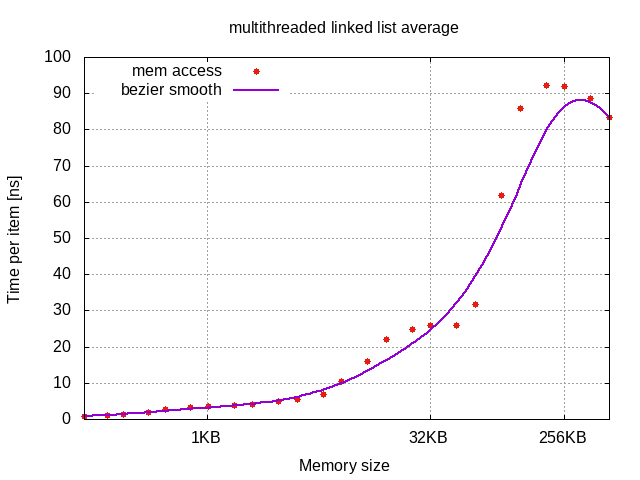 multithreaded linked list average
100
90
80
70
60
50
40
30
20
10
0
mem access
bezier smooth
Time per item [ns]
1KB 32KB 256KB
Memory size